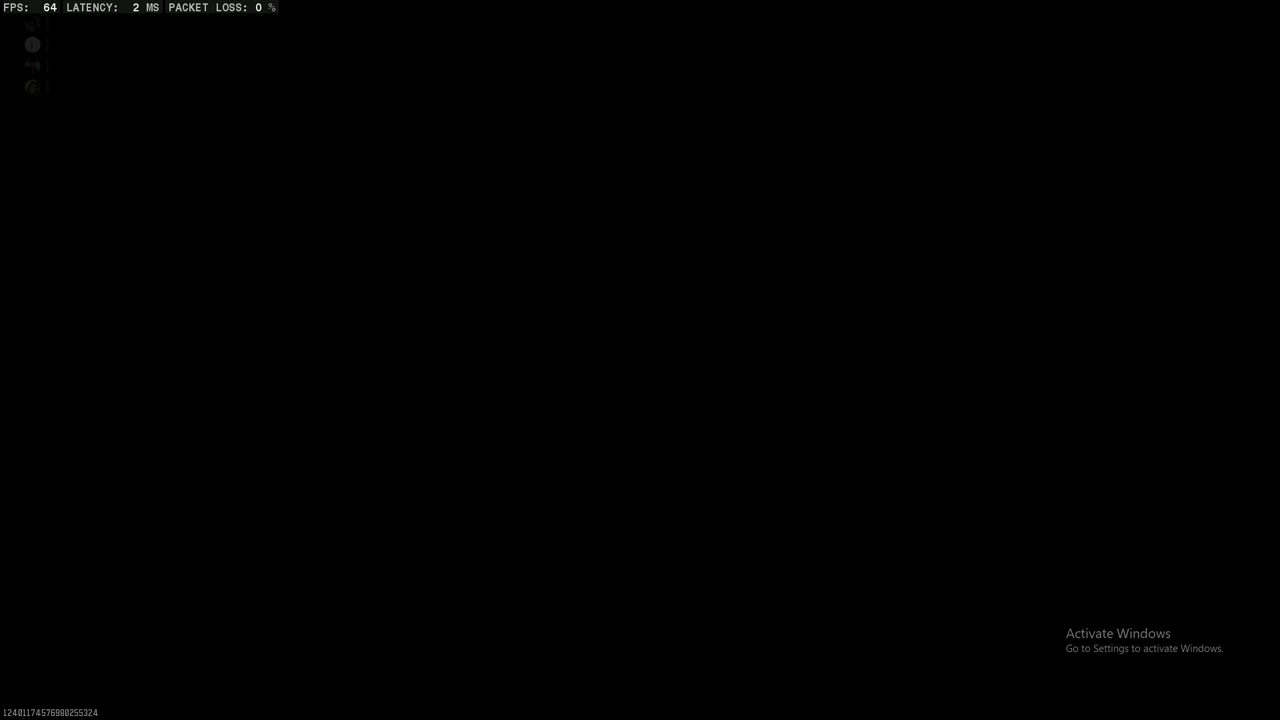 FPS: 64 LATENCY: 2 MS PACKET LOSS: 0 %
Activate Windows
Go to Settings to activate Windows.
12401174576980255324